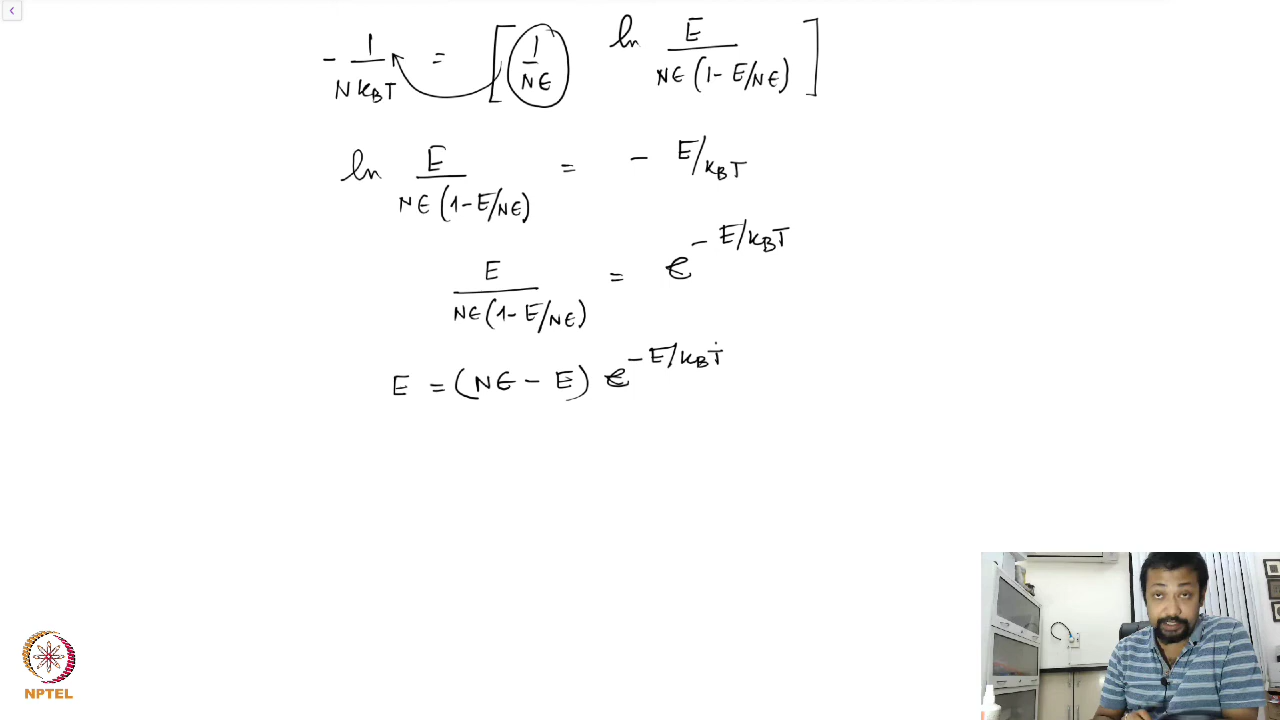 - 1/(N k_B T) = [ 1/(Nϵ) ln E/(Nϵ(1 - E/Nϵ)) ]
ln E/(Nϵ(1 - E/Nϵ)) = - E/k_B T
E/(Nϵ(1 - E/Nϵ)) = e^(- E/k_B T)
E = (Nϵ - E) e^(- E/k_B T)
NPTEL